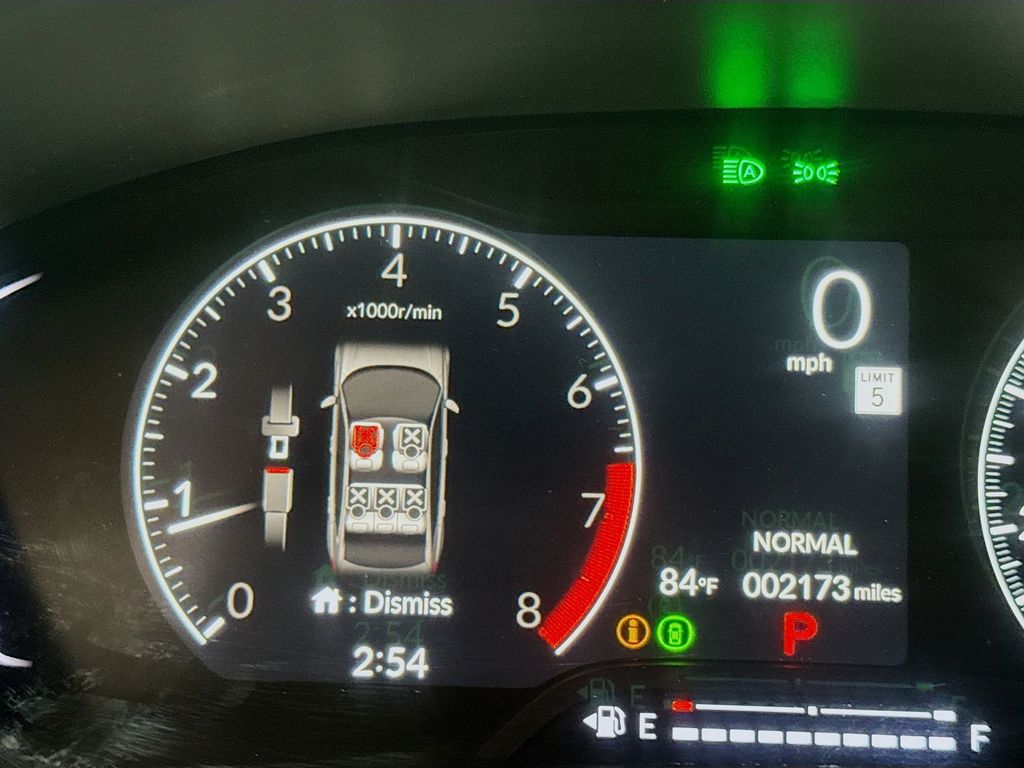 4
3
5
x1000r/min
2
6
1
7
0
8
: Dismiss
2:54
0
mph
LIMIT
5
NORMAL
84°F
002173 miles
P
E
F
A
i